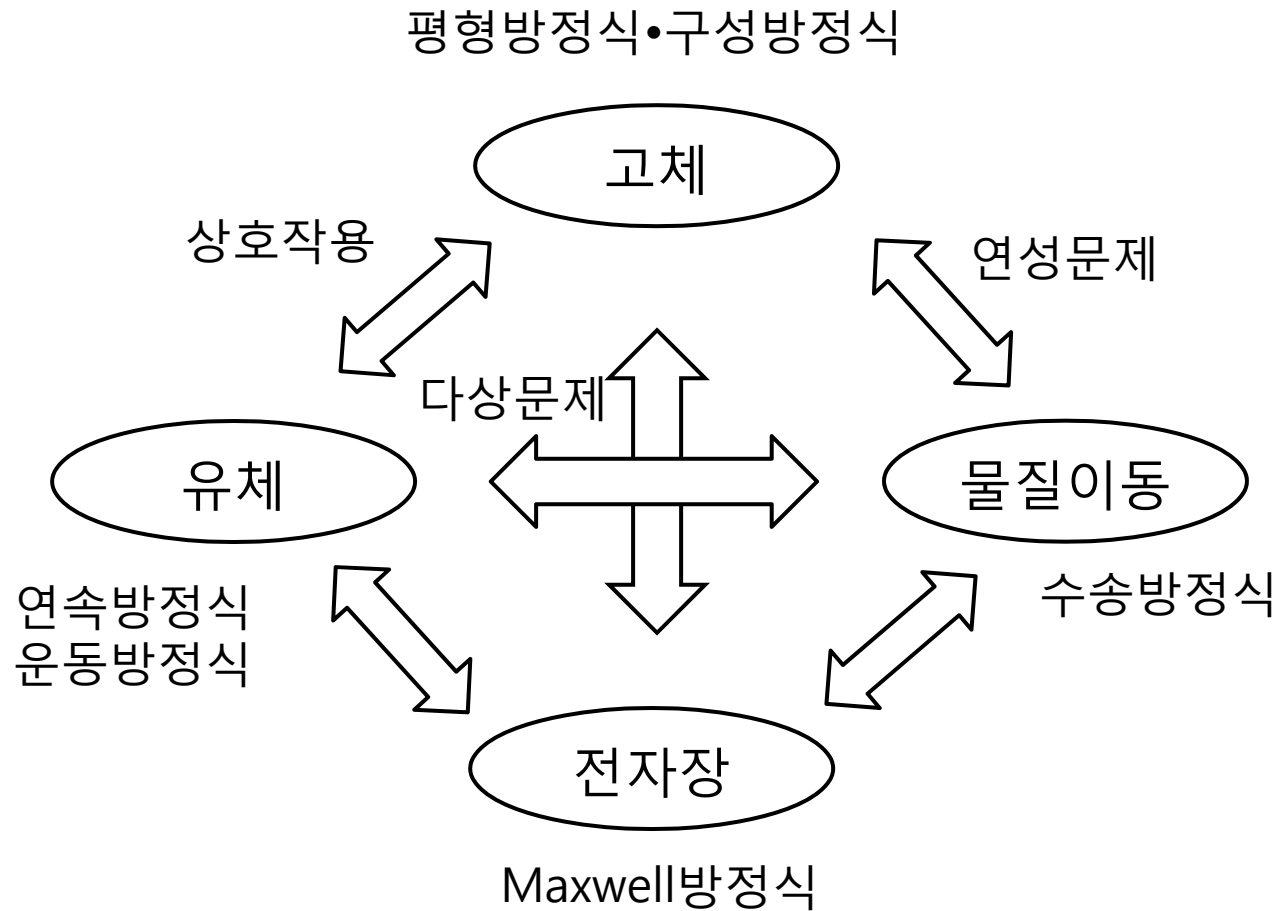 평형방정식•구성방정식
고체
상호작용
연성문제
다상문제
유체
물질이동
연속방정식
운동방정식
수송방정식
전자장
Maxwell방정식